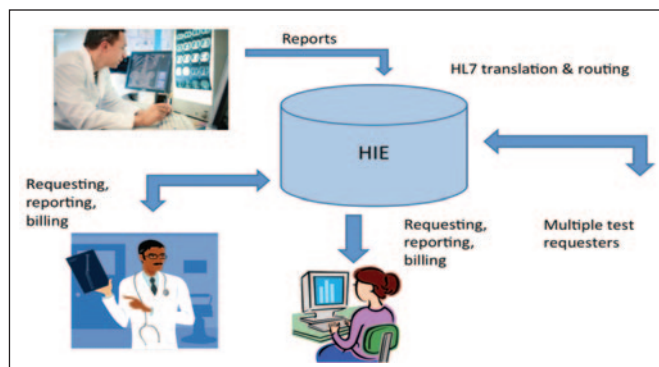 Reports
HL7 translation & routing
HIE
Requesting,
reporting,
billing
Requesting,
reporting,
billing
Multiple test
requesters